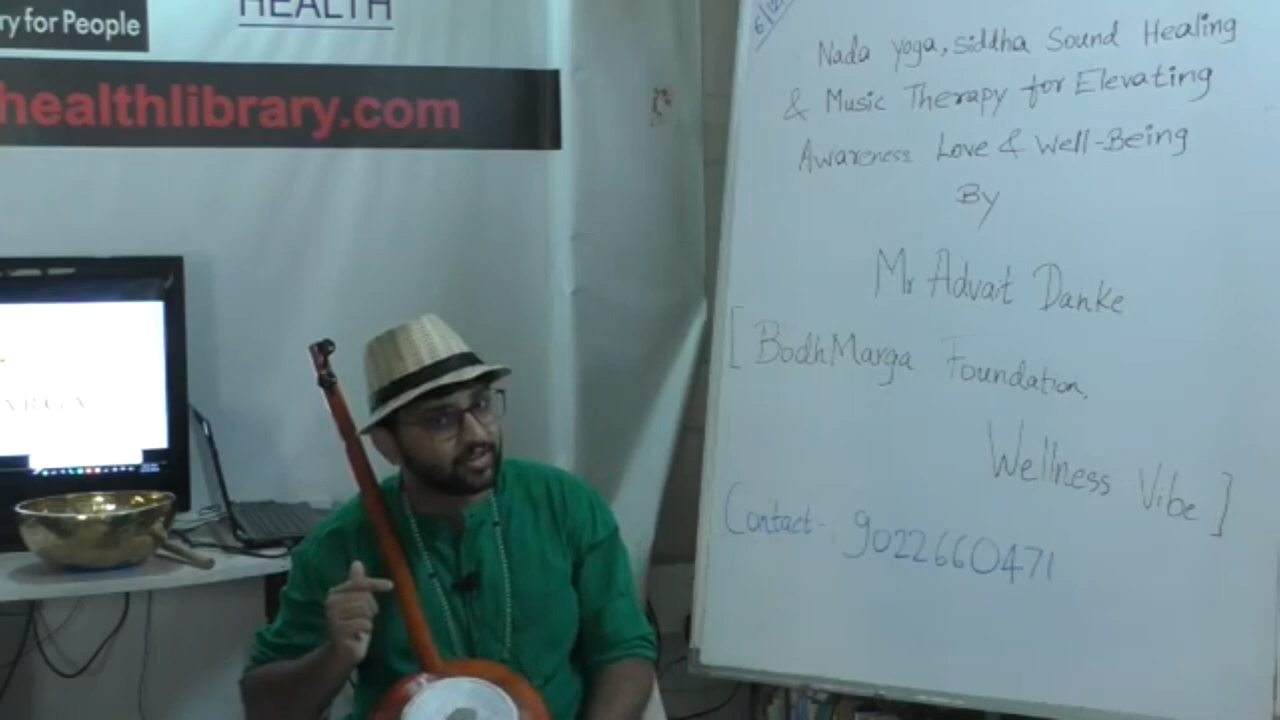 ry for People
HEALTH
healthlibrary.com
ARGA
Nada yoga, Siddha Sound Healing
& Music Therapy for Elevating
Awareness Love & Well-Being
By
Mr Advait Danke
[BodhMarga Foundation,
Wellness Vibe]
(Contact-: 9022660471